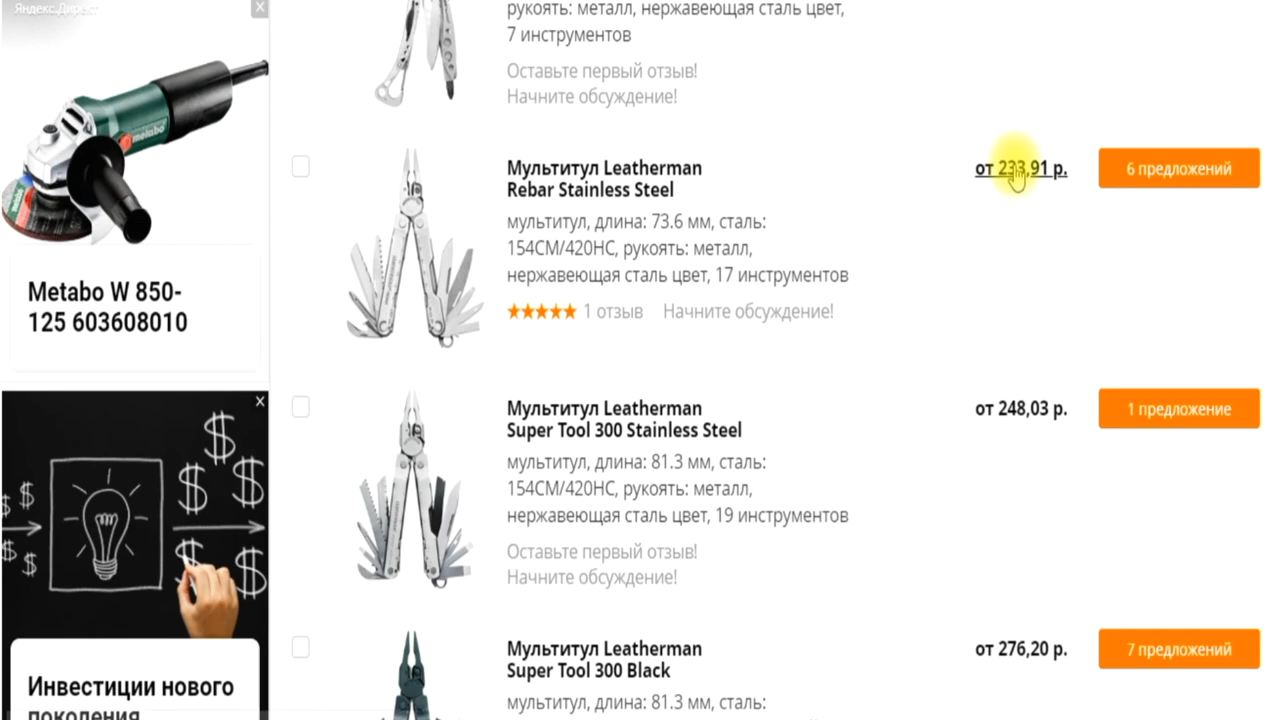 Яндекс.Директ
рукоять: металл, нержавеющая сталь цвет,
7 инструментов
Оставьте первый отзыв!
Начните обсуждение!
metabo
Metabo W 850-
125 603608010
Мультитул Leatherman
Rebar Stainless Steel
от 233,91 р.
6 предложений
мультитул, длина: 73.6 мм, сталь:
154CM/420HC, рукоять: металл,
нержавеющая сталь цвет, 17 инструментов
1 отзыв Начните обсуждение!
Мультитул Leatherman
Super Tool 300 Stainless Steel
от 248,03 р.
1 предложение
мультитул, длина: 81.3 мм, сталь:
154CM/420HC, рукоять: металл,
нержавеющая сталь цвет, 19 инструментов
Оставьте первый отзыв!
Начните обсуждение!
Инвестиции нового
поколения
Мультитул Leatherman
Super Tool 300 Black
от 276,20 р.
7 предложений
мультитул, длина: 81.3 мм, сталь: